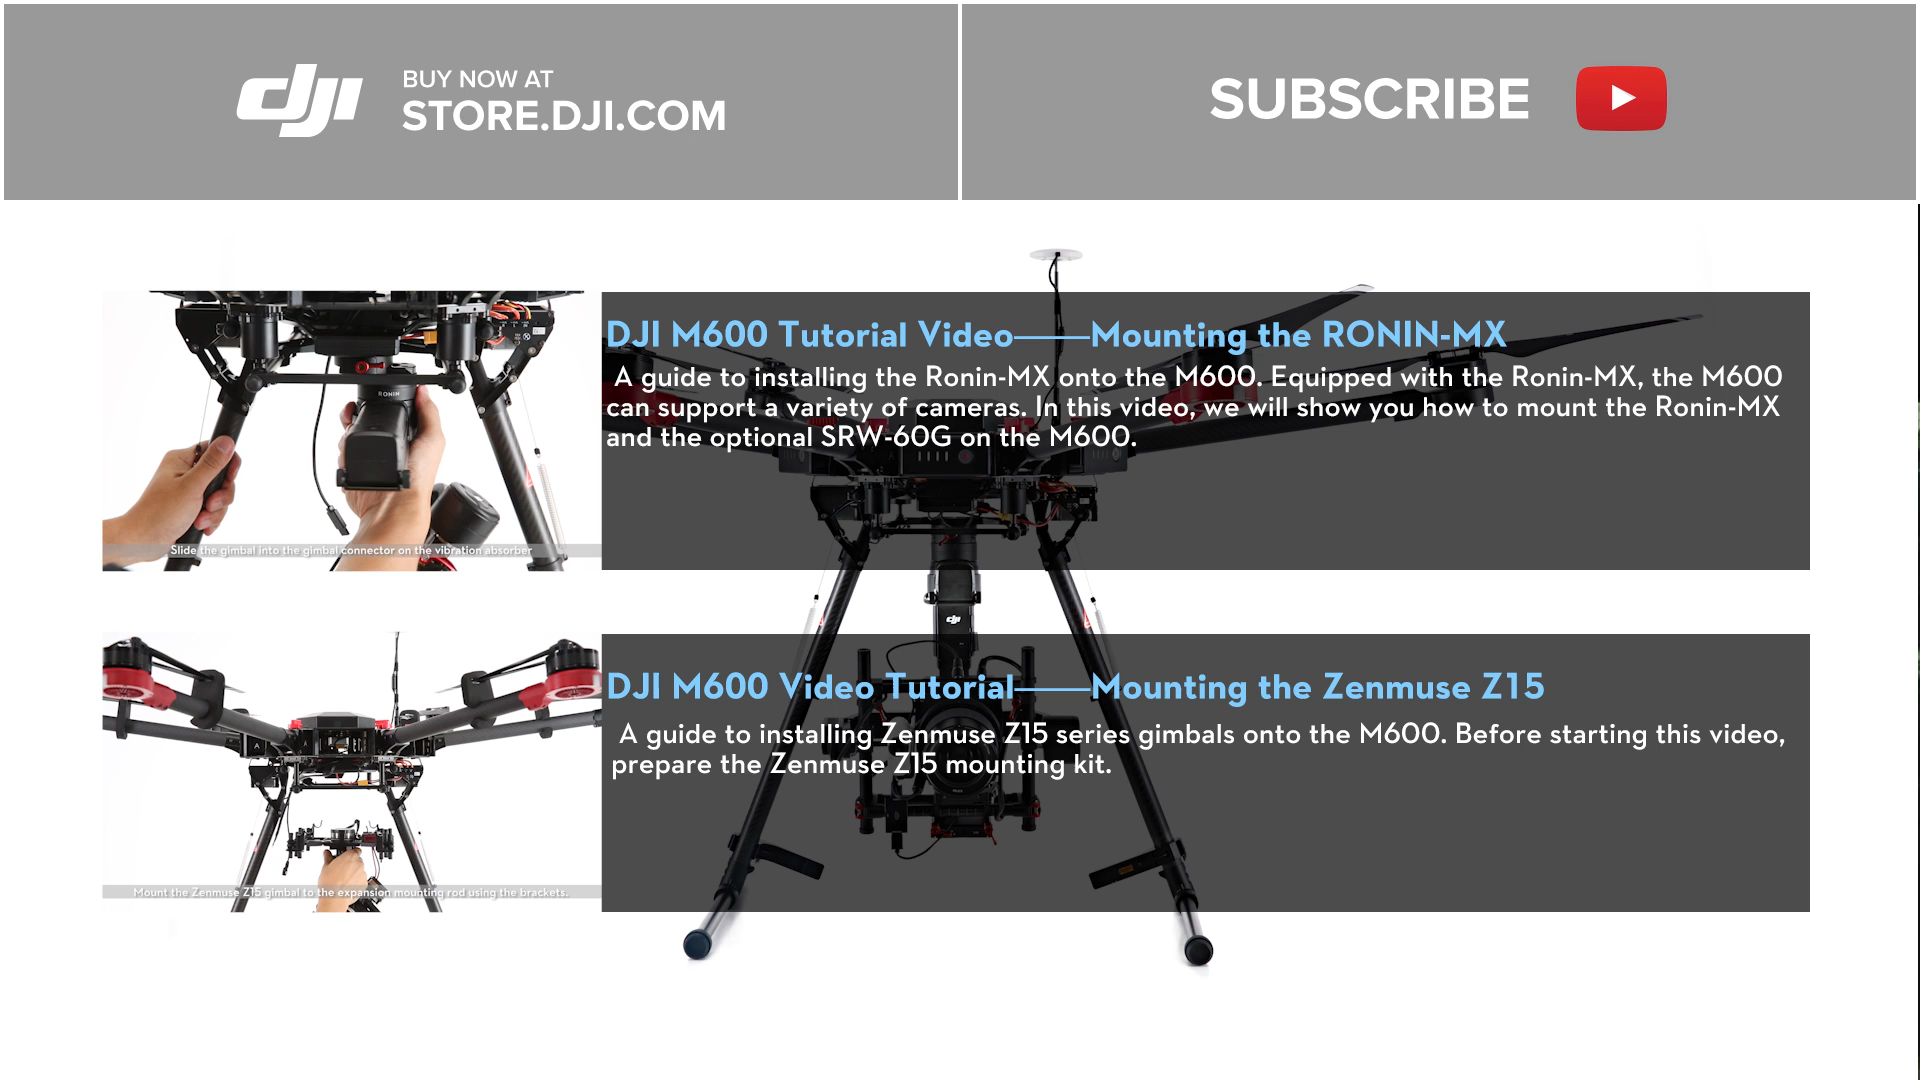 dji
BUY NOW AT
STORE.DJI.COM
SUBSCRIBE
DJI M600 Tutorial Video——Mounting the RONIN-MX
A guide to installing the Ronin-MX onto the M600. Equipped with the Ronin-MX, the M600
can support a variety of cameras. In this video, we will show you how to mount the Ronin-MX
and the optional SRW-60G on the M600.
RONIN
Slide the gimbal into the gimbal connector on the vibration absorber
dji
DJI M600 Video Tutorial——Mounting the Zenmuse Z15
A guide to installing Zenmuse Z15 series gimbals onto the M600. Before starting this video,
prepare the Zenmuse Z15 mounting kit.
A
Mount the Zenmuse Z15 gimbal to the expansion mounting rod using the brackets.